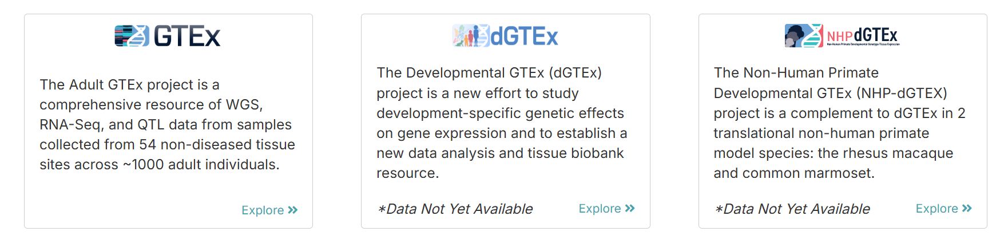 GTEx
The Adult GTEx project is a
comprehensive resource of WGS,
RNA-Seq, and QTL data from samples
collected from 54 non-diseased tissue
sites across ~1000 adult individuals.
Explore »
dGTEx
The Developmental GTEx (dGTEx)
project is a new effort to study
development-specific genetic effects
on gene expression and to establish a
new data analysis and tissue biobank
resource.
*Data Not Yet Available
Explore »
NHPdGTEx
Non-Human Primate Developmental Genotype-Tissue Expression
The Non-Human Primate
Developmental GTEx (NHP-dGTEX)
project is a complement to dGTEx in 2
translational non-human primate
model species: the rhesus macaque
and common marmoset.
*Data Not Yet Available
Explore »